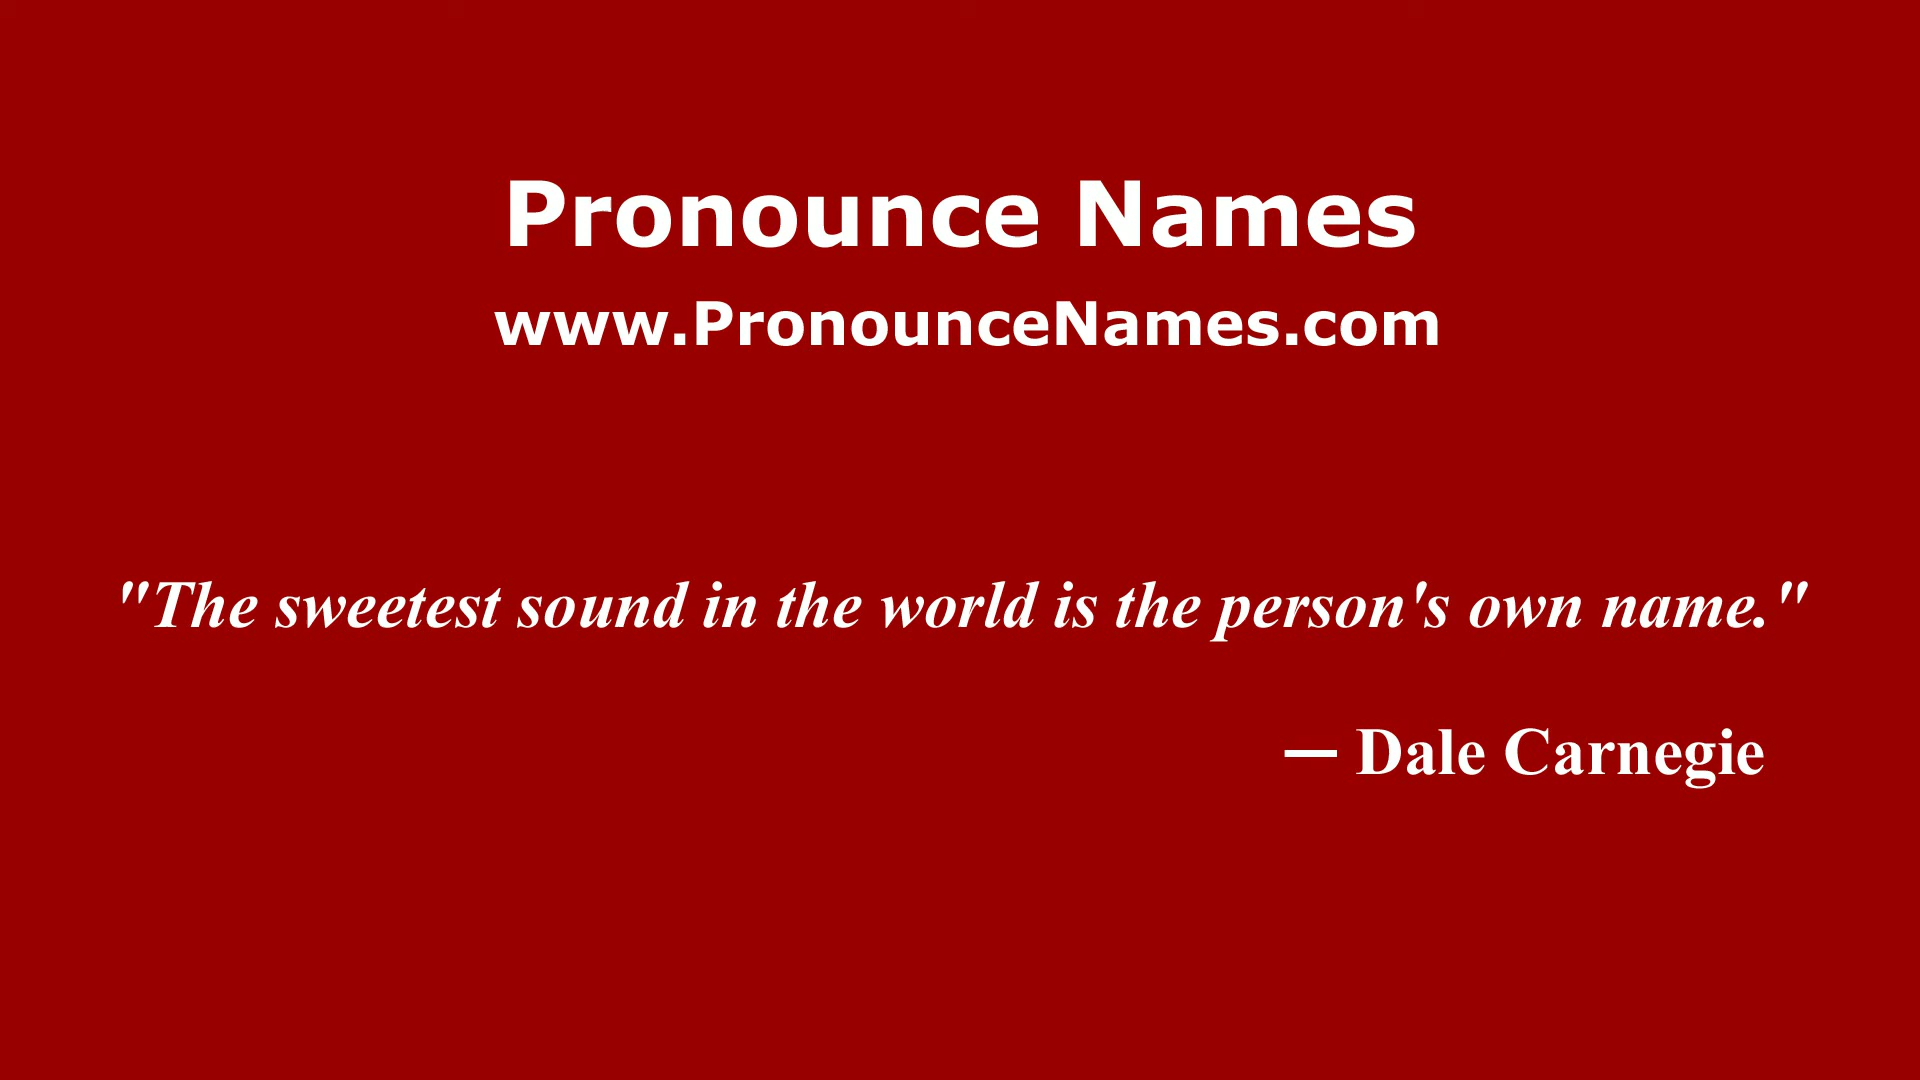 Pronounce Names
www.PronounceNames.com
"The sweetest sound in the world is the person's own name."
— Dale Carnegie